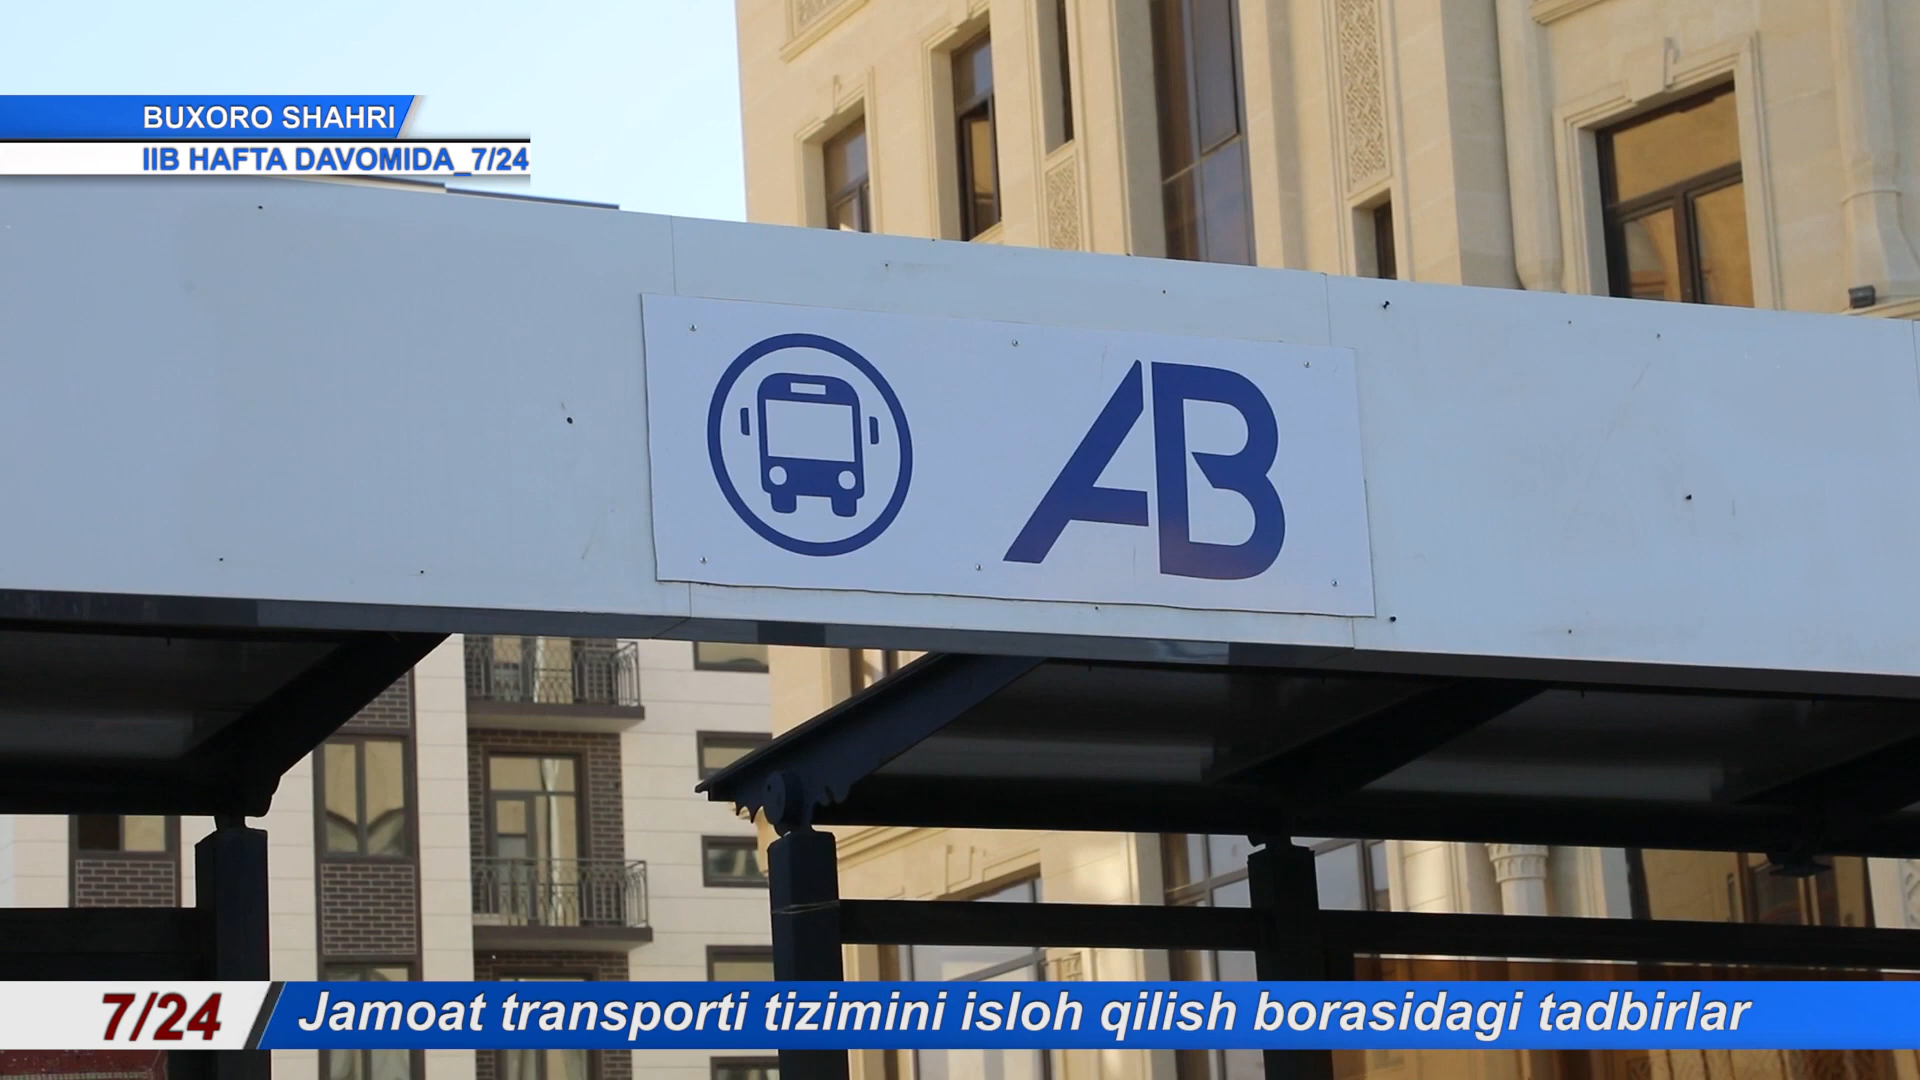 BUXORO SHAHRI
IIB HAFTA DAVOMIDA_7/24
AB
7/24 Jamoat transporti tizimini isloh qilish borasidagi tadbirlar